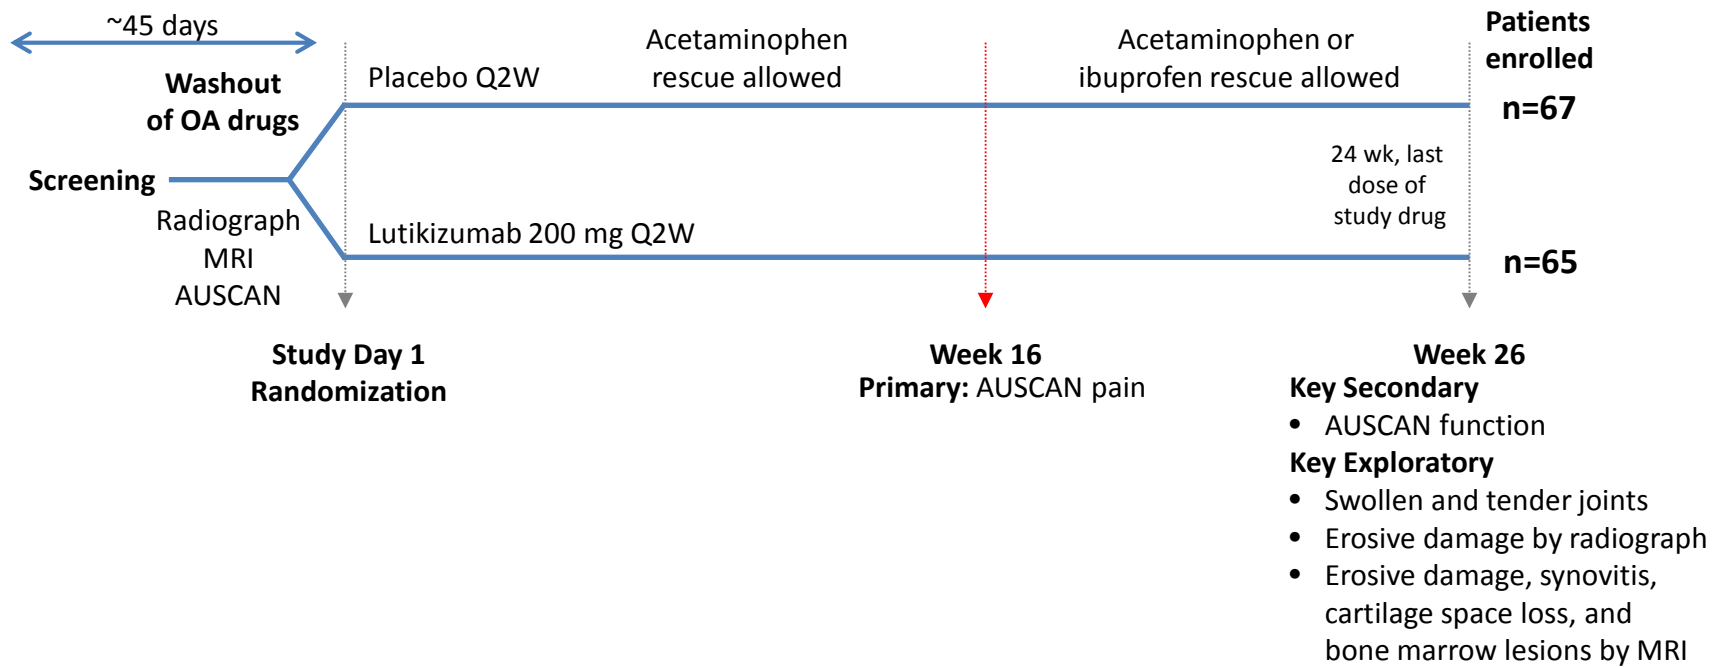 ~45 days
Washout
of OA drugs
Screening
Radiograph
MRI
AUSCAN
Placebo Q2W
Acetaminophen
rescue allowed
Acetaminophen or
ibuprofen rescue allowed
Patients
enrolled
n=67
24 wk, last
dose of
study drug
Lutikizumab 200 mg Q2W
n=65
Study Day 1
Randomization
Week 16
Primary: AUSCAN pain
Week 26
Key Secondary
• AUSCAN function
Key Exploratory
• Swollen and tender joints
• Erosive damage by radiograph
• Erosive damage, synovitis,
cartilage space loss, and
bone marrow lesions by MRI